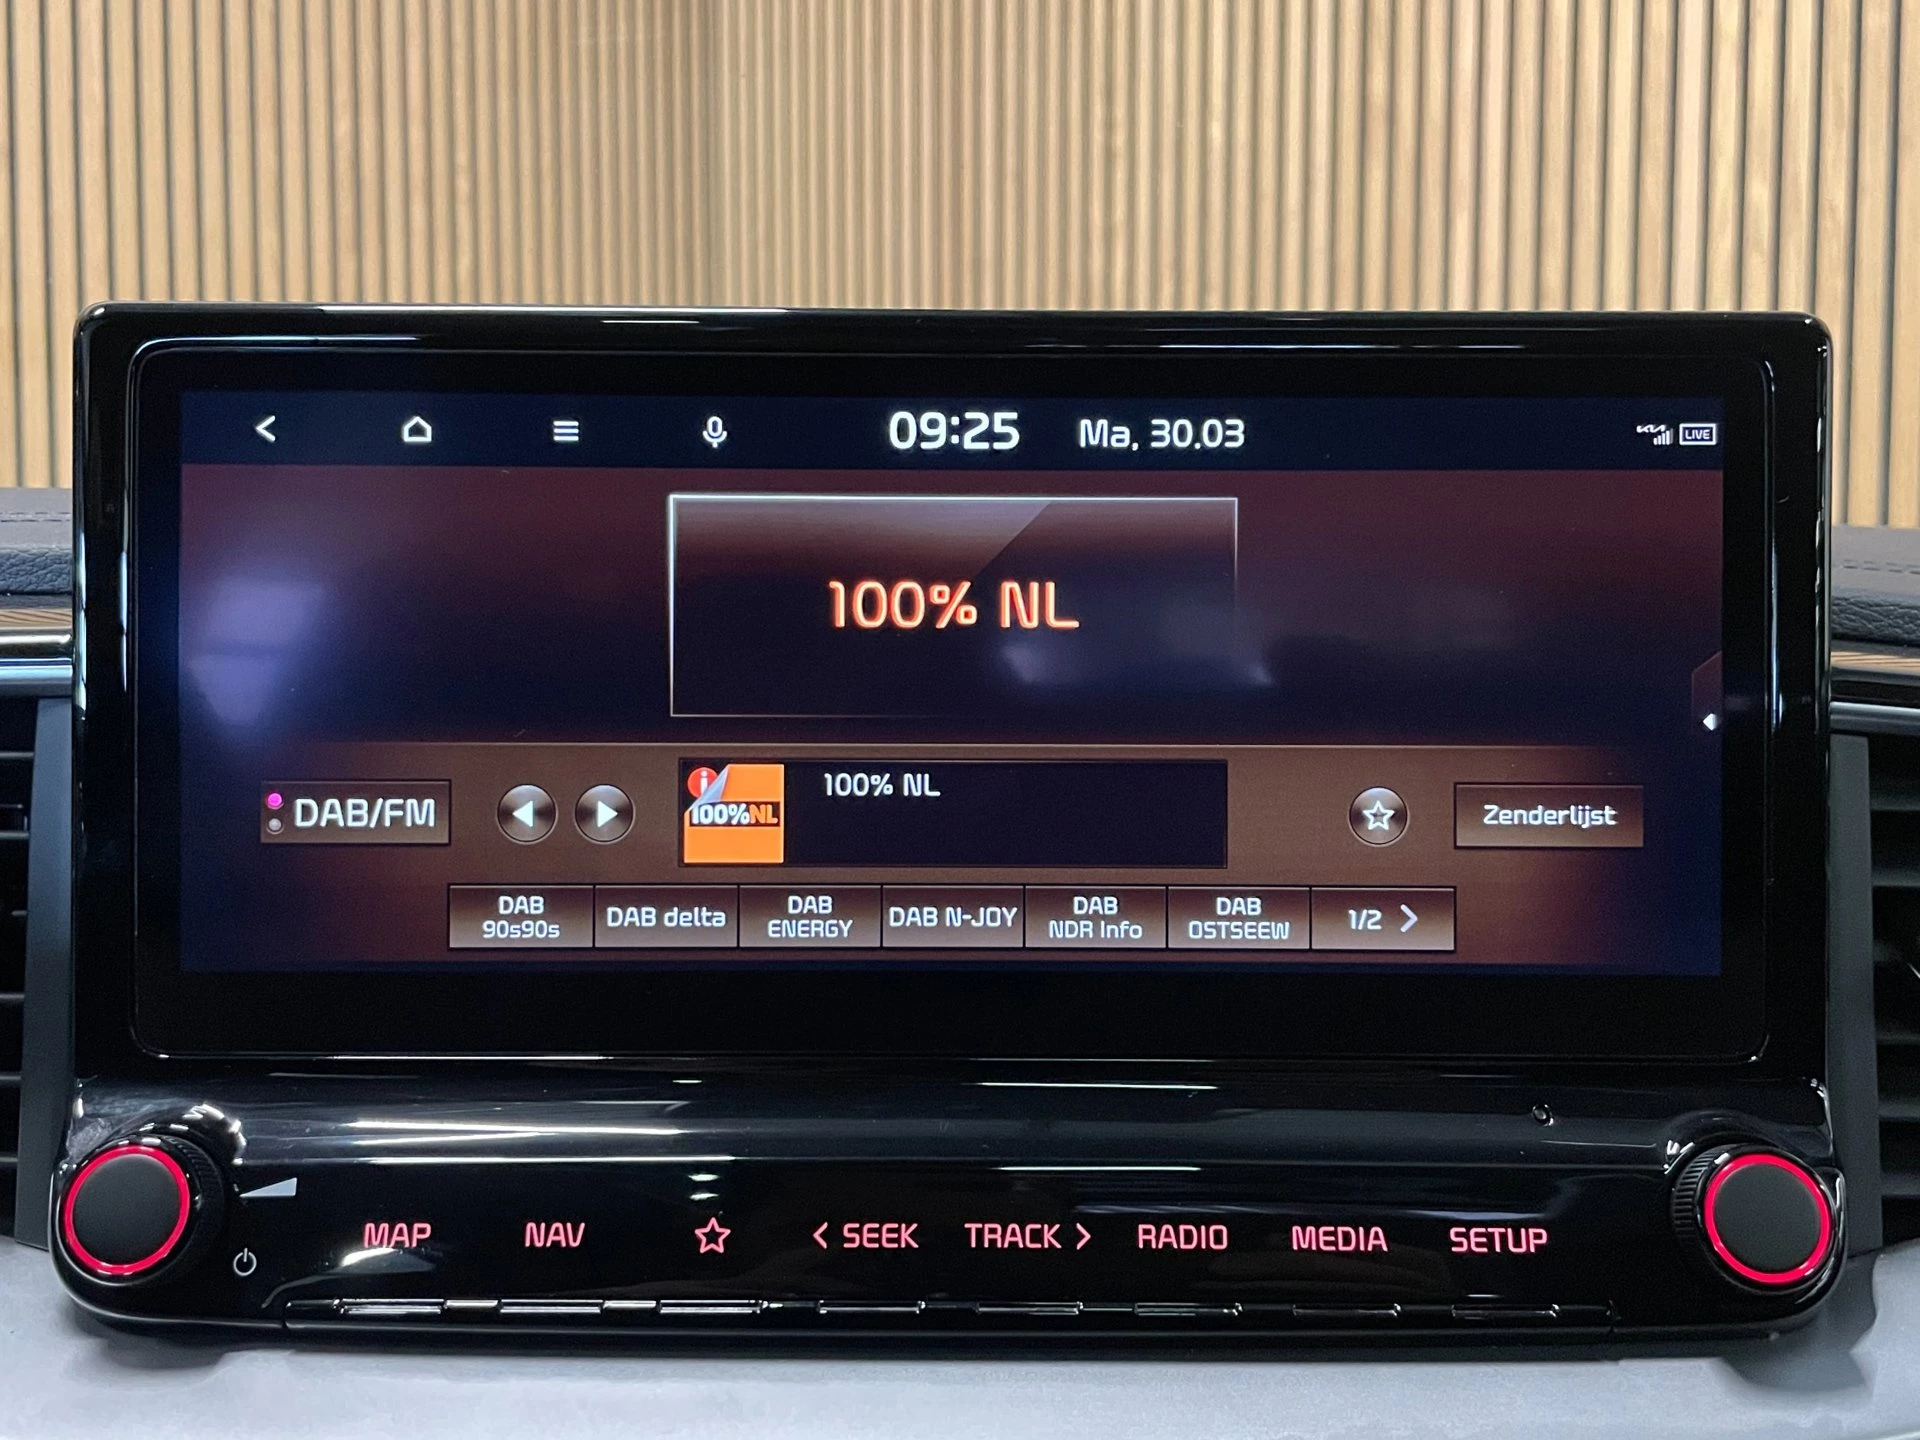 09:25 Ma, 30.03
KIA LIVE
100% NL
DAB/FM
i
100%NL
100% NL
Zenderlijst
DAB
90s90s
DAB delta
DAB
ENERGY
DAB N-JOY
DAB
NDR Info
DAB
OSTSEEW
1/2
MAP NAV < SEEK TRACK > RADIO MEDIA SETUP